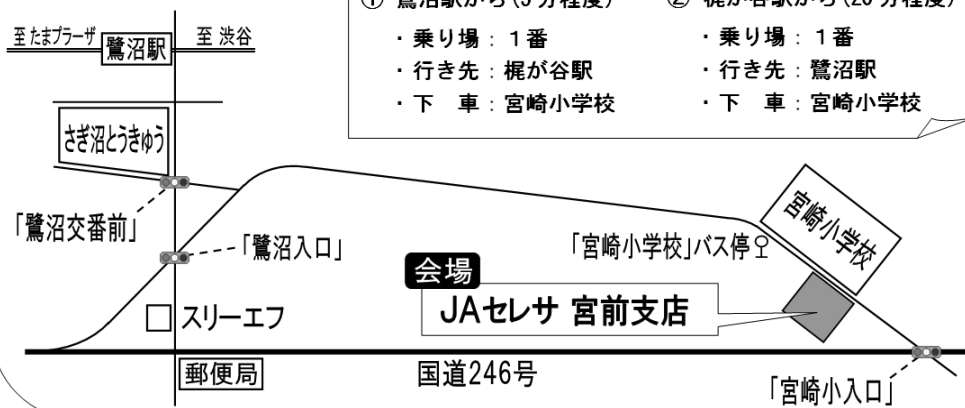 ① 鷺沼駅から(5分程度)
・乗り場：1番
・行き先：梶が谷駅
・下　車：宮崎小学校
② 梶が谷駅から(20分程度)
・乗り場：1番
・行き先：鷺沼駅
・下　車：宮崎小学校
至 たまプラーザ
鷺沼駅
至 渋谷
さぎ沼とうきゅう
「鷺沼交番前」
「鷺沼入口」
スリーエフ
郵便局
国道246号
会場
JAセレサ 宮前支店
「宮崎小学校」バス停
宮崎小学校
「宮崎小入口」